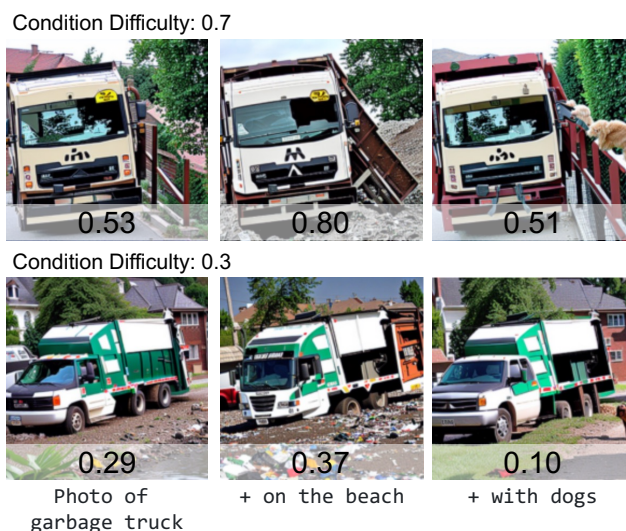 Condition Difficulty: 0.7
0.53 0.80 0.51
Condition Difficulty: 0.3
0.29 0.37 0.10
Photo of + on the beach + with dogs
garbage truck